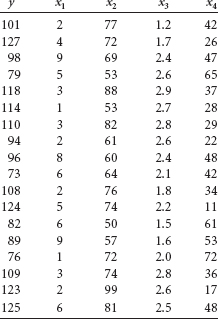 y x₁ x₂ x₃ x₄
101 2 77 1.2 42
127 4 72 1.7 26
98 9 69 2.4 47
79 5 53 2.6 65
118 3 88 2.9 37
114 1 53 2.7 28
110 3 82 2.8 29
94 2 61 2.6 22
96 8 60 2.4 48
73 6 64 2.1 42
108 2 76 1.8 34
124 5 74 2.2 11
82 6 50 1.5 61
89 9 57 1.6 53
76 1 72 2.0 72
109 3 74 2.8 36
123 2 99 2.6 17
125 6 81 2.5 48